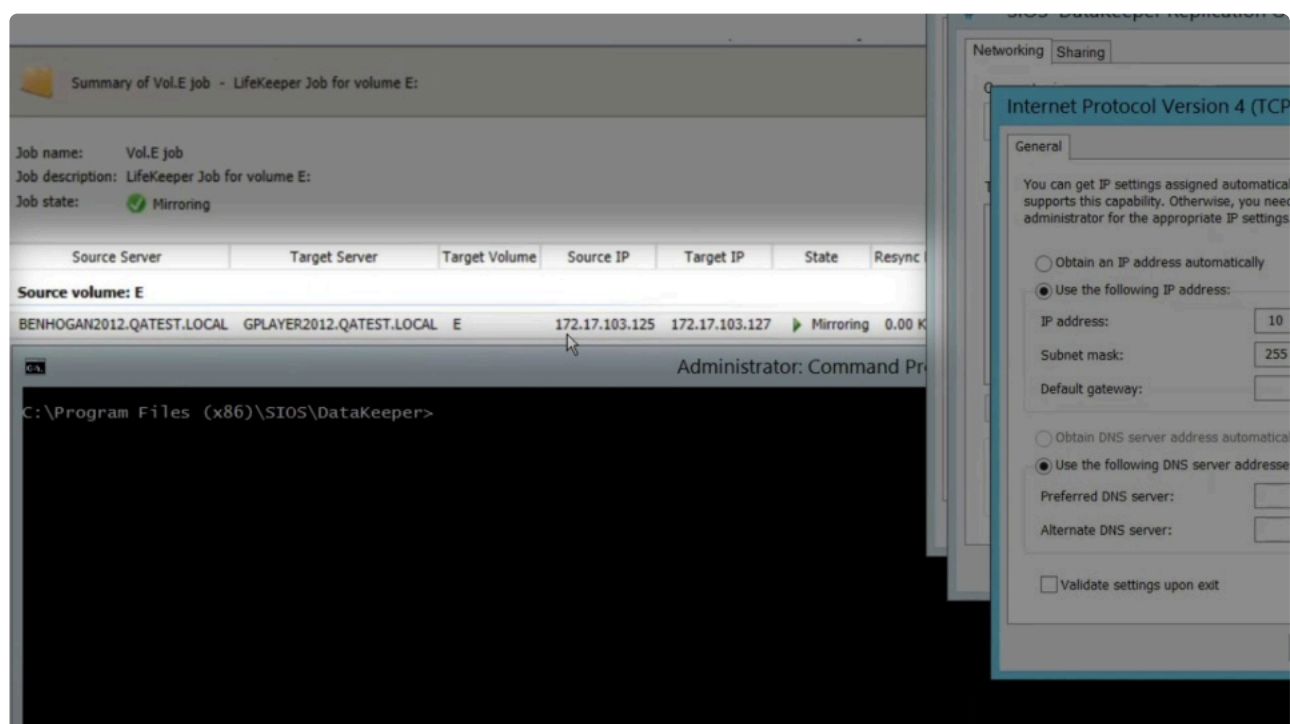 SIOS DataKeeper Replication
Networking Sharing
Summary of Vol.E job - LifeKeeper Job for volume E:
Job name: Vol.E job
Job description: LifeKeeper Job for volume E:
Job state: Mirroring
Source Server Target Server Target Volume Source IP Target IP State Resync
Source volume: E
BENHOGAN2012.QATEST.LOCAL GPLAYER2012.QATEST.LOCAL E 172.17.103.125 172.17.103.127 Mirroring 0.00 K
Administrator: Command Pr
C:\Program Files (x86)\SIOS\DataKeeper>
Internet Protocol Version 4 (TCP
General
You can get IP settings assigned automatical
supports this capability. Otherwise, you need
administrator for the appropriate IP settings
Obtain an IP address automatically
Use the following IP address:
IP address: 10
Subnet mask: 255
Default gateway:
Obtain DNS server address automatica
Use the following DNS server addresse
Preferred DNS server:
Alternate DNS server:
Validate settings upon exit